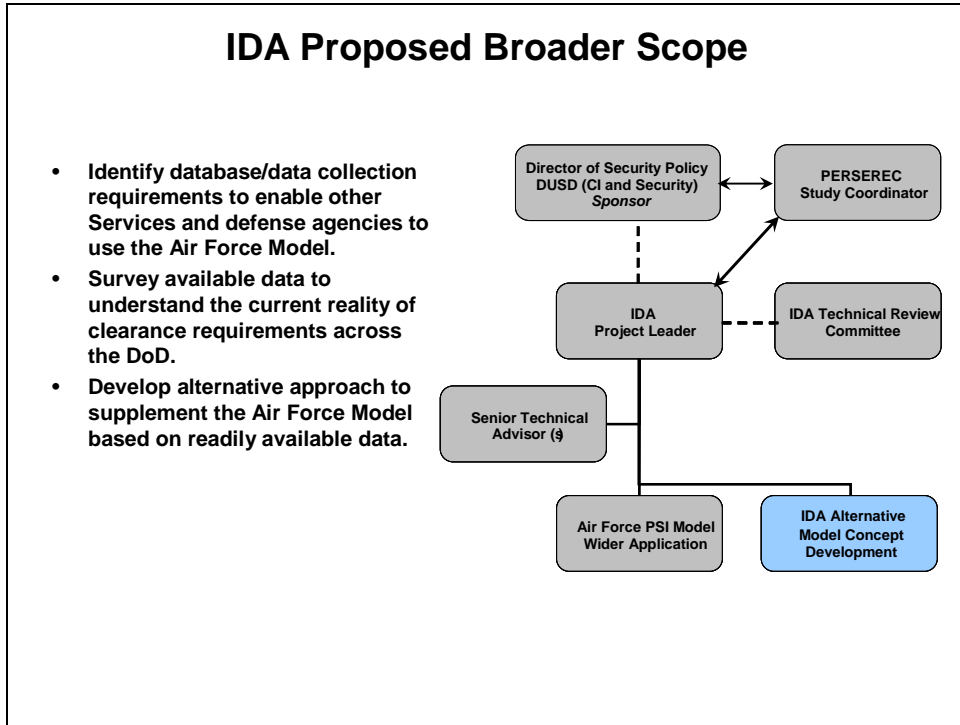 IDA Proposed Broader Scope
• Identify database/data collection
requirements to enable other
Services and defense agencies to
use the Air Force Model.
• Survey available data to
understand the current reality of
clearance requirements across
the DoD.
• Develop alternative approach to
supplement the Air Force Model
based on readily available data.
Director of Security Policy
DUSD (CI and Security)
Sponsor
PERSEREC
Study Coordinator
IDA
Project Leader
IDA Technical Review
Committee
Senior Technical
Advisor (s)
Air Force PSI Model
Wider Application
IDA Alternative
Model Concept
Development